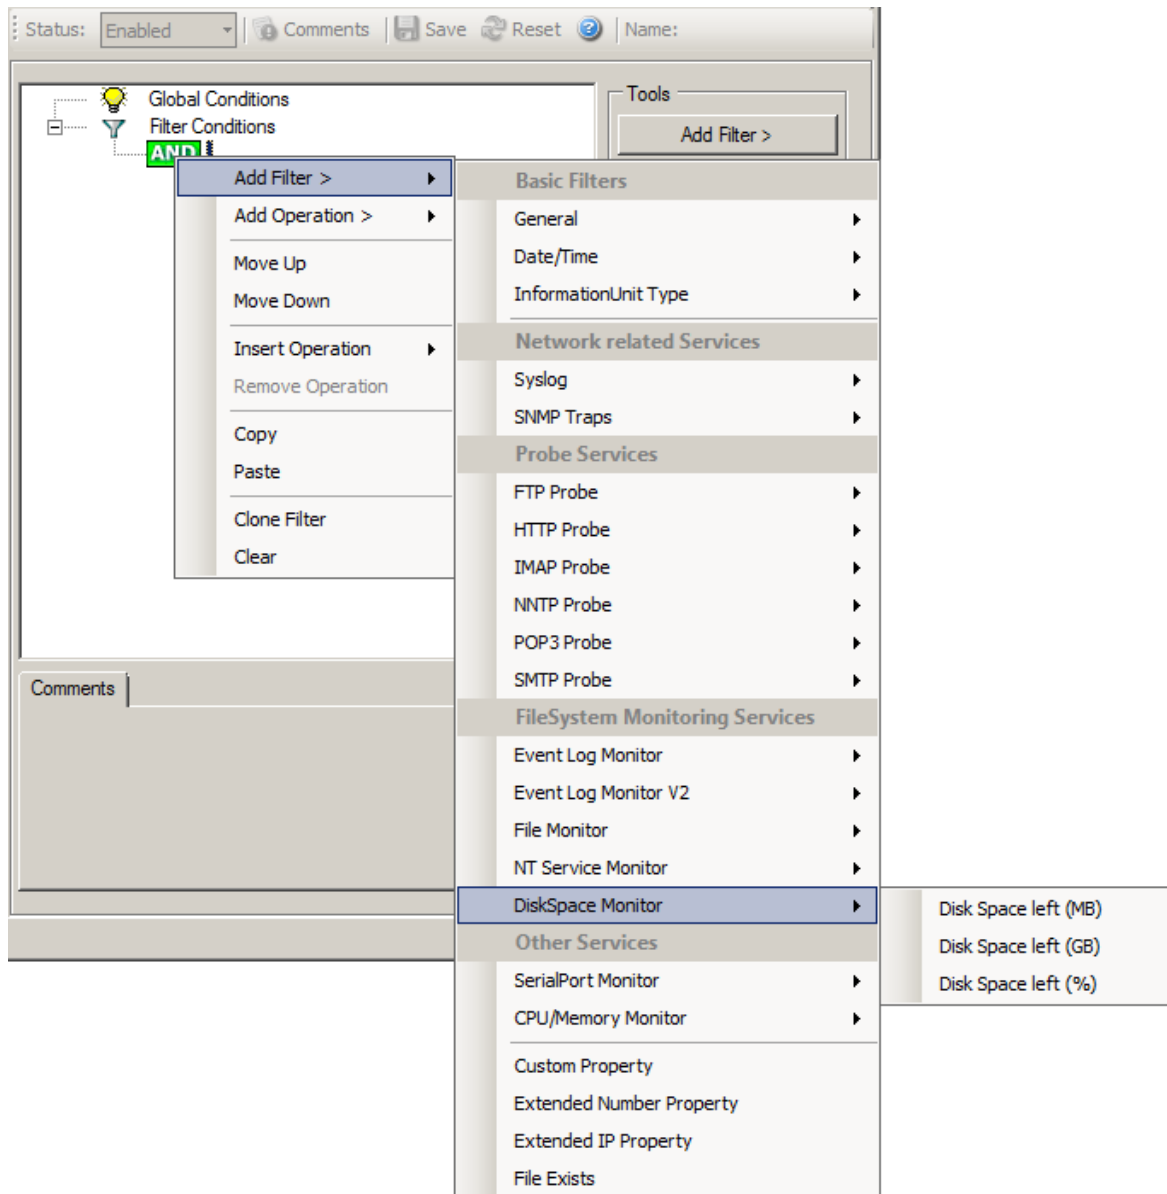 Status: Enabled Comments Save Reset Name:
Global Conditions
Filter Conditions
AND
Tools
Add Filter >
Add Filter >
Add Operation >
Move Up
Move Down
Insert Operation
Remove Operation
Copy
Paste
Clone Filter
Clear
Comments
Basic Filters
General
Date/Time
InformationUnit Type
Network related Services
Syslog
SNMP Traps
Probe Services
FTP Probe
HTTP Probe
IMAP Probe
NNTP Probe
POP3 Probe
SMTP Probe
FileSystem Monitoring Services
Event Log Monitor
Event Log Monitor V2
File Monitor
NT Service Monitor
DiskSpace Monitor
Other Services
SerialPort Monitor
CPU/Memory Monitor
Custom Property
Extended Number Property
Extended IP Property
File Exists
Disk Space left (MB)
Disk Space left (GB)
Disk Space left (%)